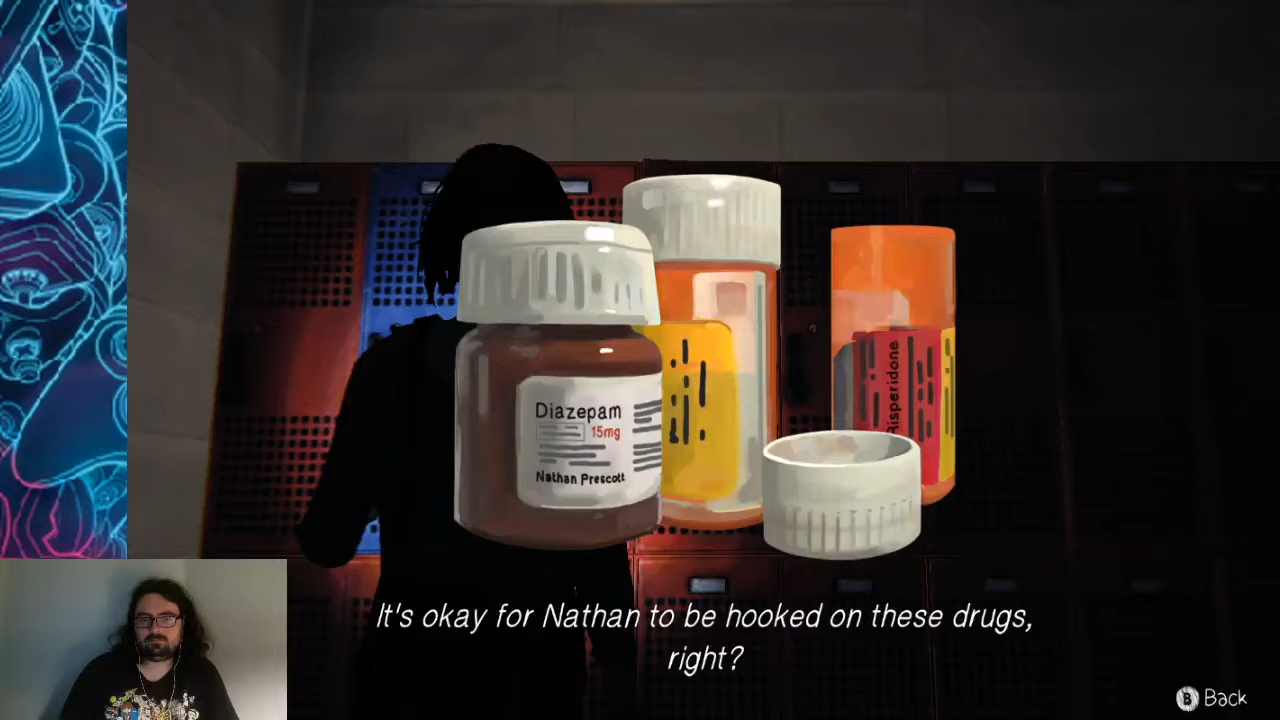 Diazepam
15mg
Nathan Prescott
Risperidone
It's okay for Nathan to be hooked on these drugs,
right?
B Back